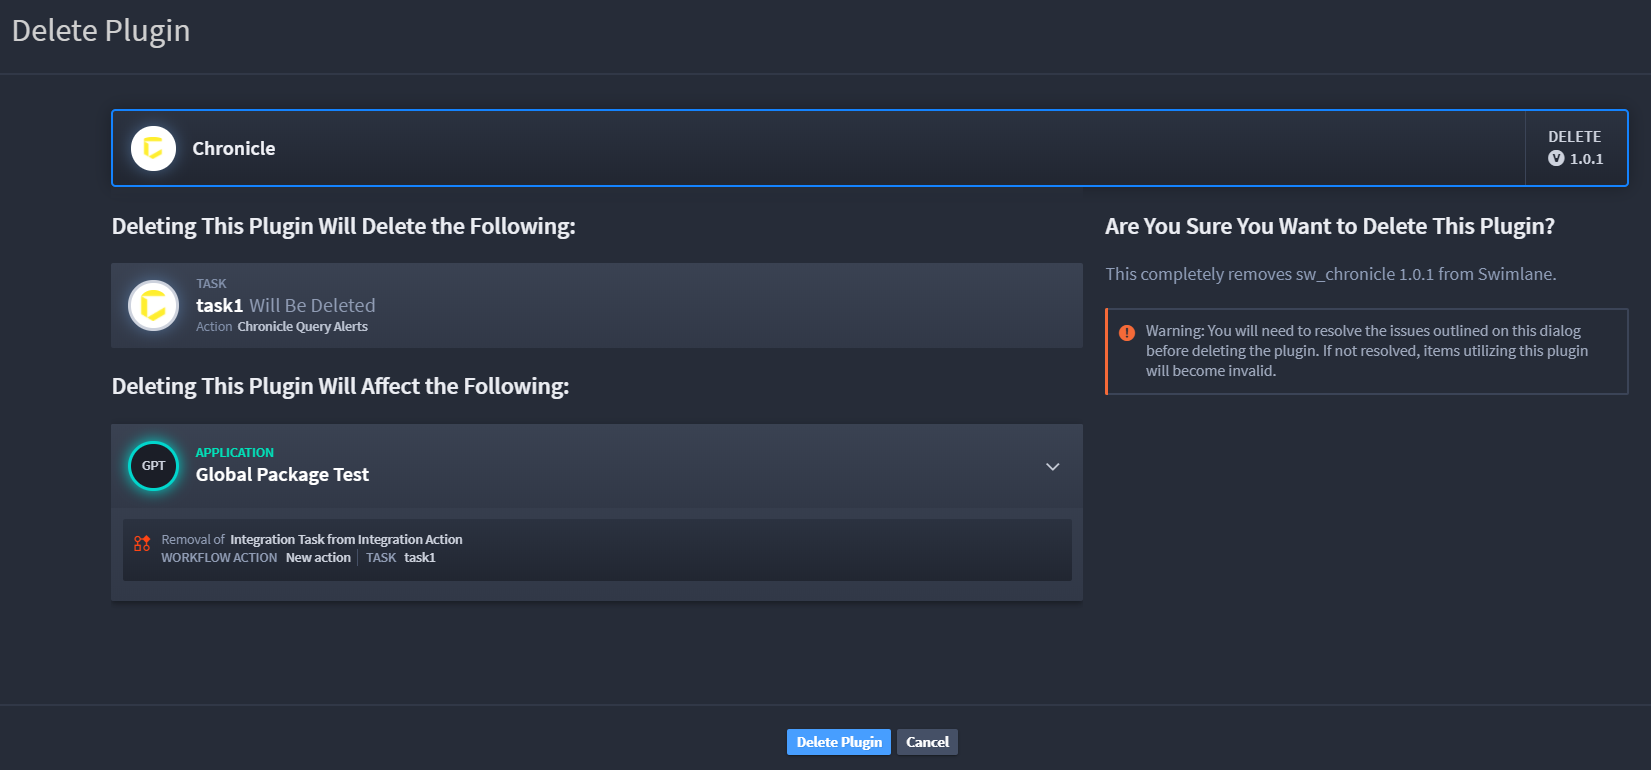 Delete Plugin
Chronicle
DELETE
V 1.0.1
Deleting This Plugin Will Delete the Following:
TASK
task1 Will Be Deleted
Action Chronicle Query Alerts
Deleting This Plugin Will Affect the Following:
GPT
APPLICATION
Global Package Test
Removal of Integration Task from Integration Action
WORKFLOW ACTION New action TASK task1
Are You Sure You Want to Delete This Plugin?
This completely removes sw_chronicle 1.0.1 from Swimlane.
Warning: You will need to resolve the issues outlined on this dialog
before deleting the plugin. If not resolved, items utilizing this plugin
will become invalid.
Delete Plugin
Cancel